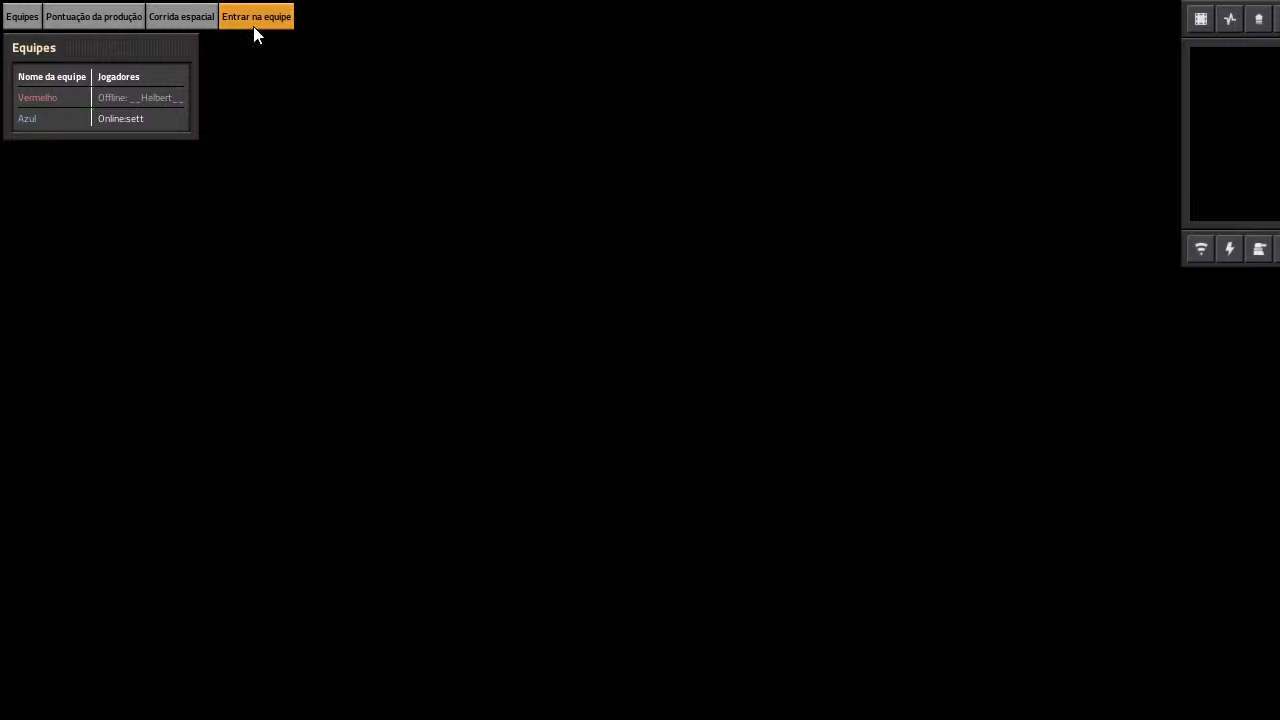 Equipes Pontuação da produção Corrida espacial Entrar na equipe
Equipes
Nome da equipe Jogadores
Vermelho Offline: __Helbert__
Azul Online:sett